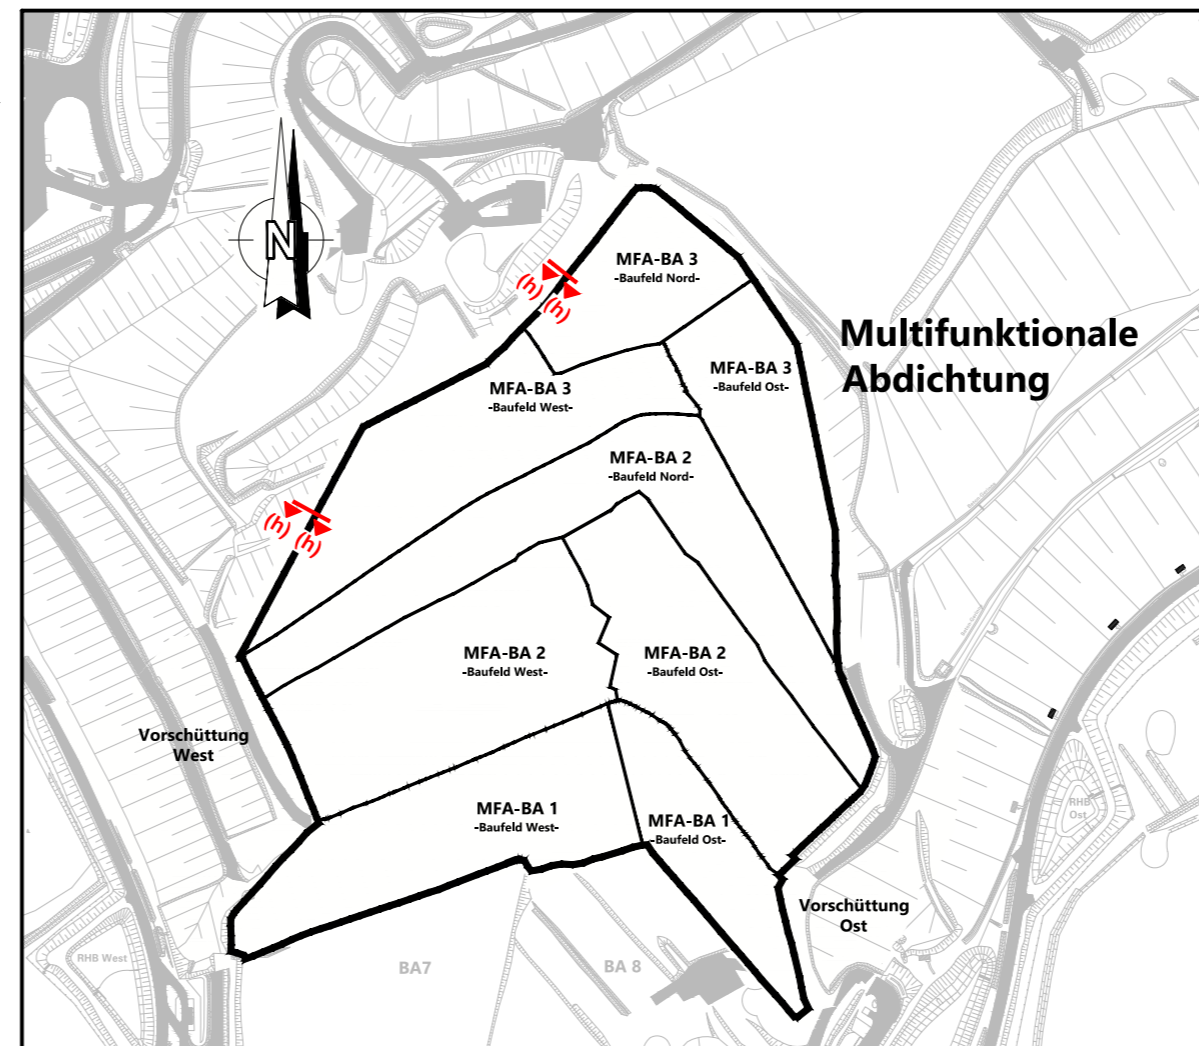 N
MFA-BA 3
-Baufeld Nord-
(h)
(h)
Multifunktionale
Abdichtung
MFA-BA 3
-Baufeld Ost-
MFA-BA 3
-Baufeld West-
MFA-BA 2
-Baufeld Nord-
(h)
(h)
MFA-BA 2
-Baufeld West-
MFA-BA 2
-Baufeld Ost-
Vorschüttung
West
MFA-BA 1
-Baufeld West-
MFA-BA 1
-Baufeld Ost-
RHB
Ost
Vorschüttung
Ost
RHB West
BA7
BA 8